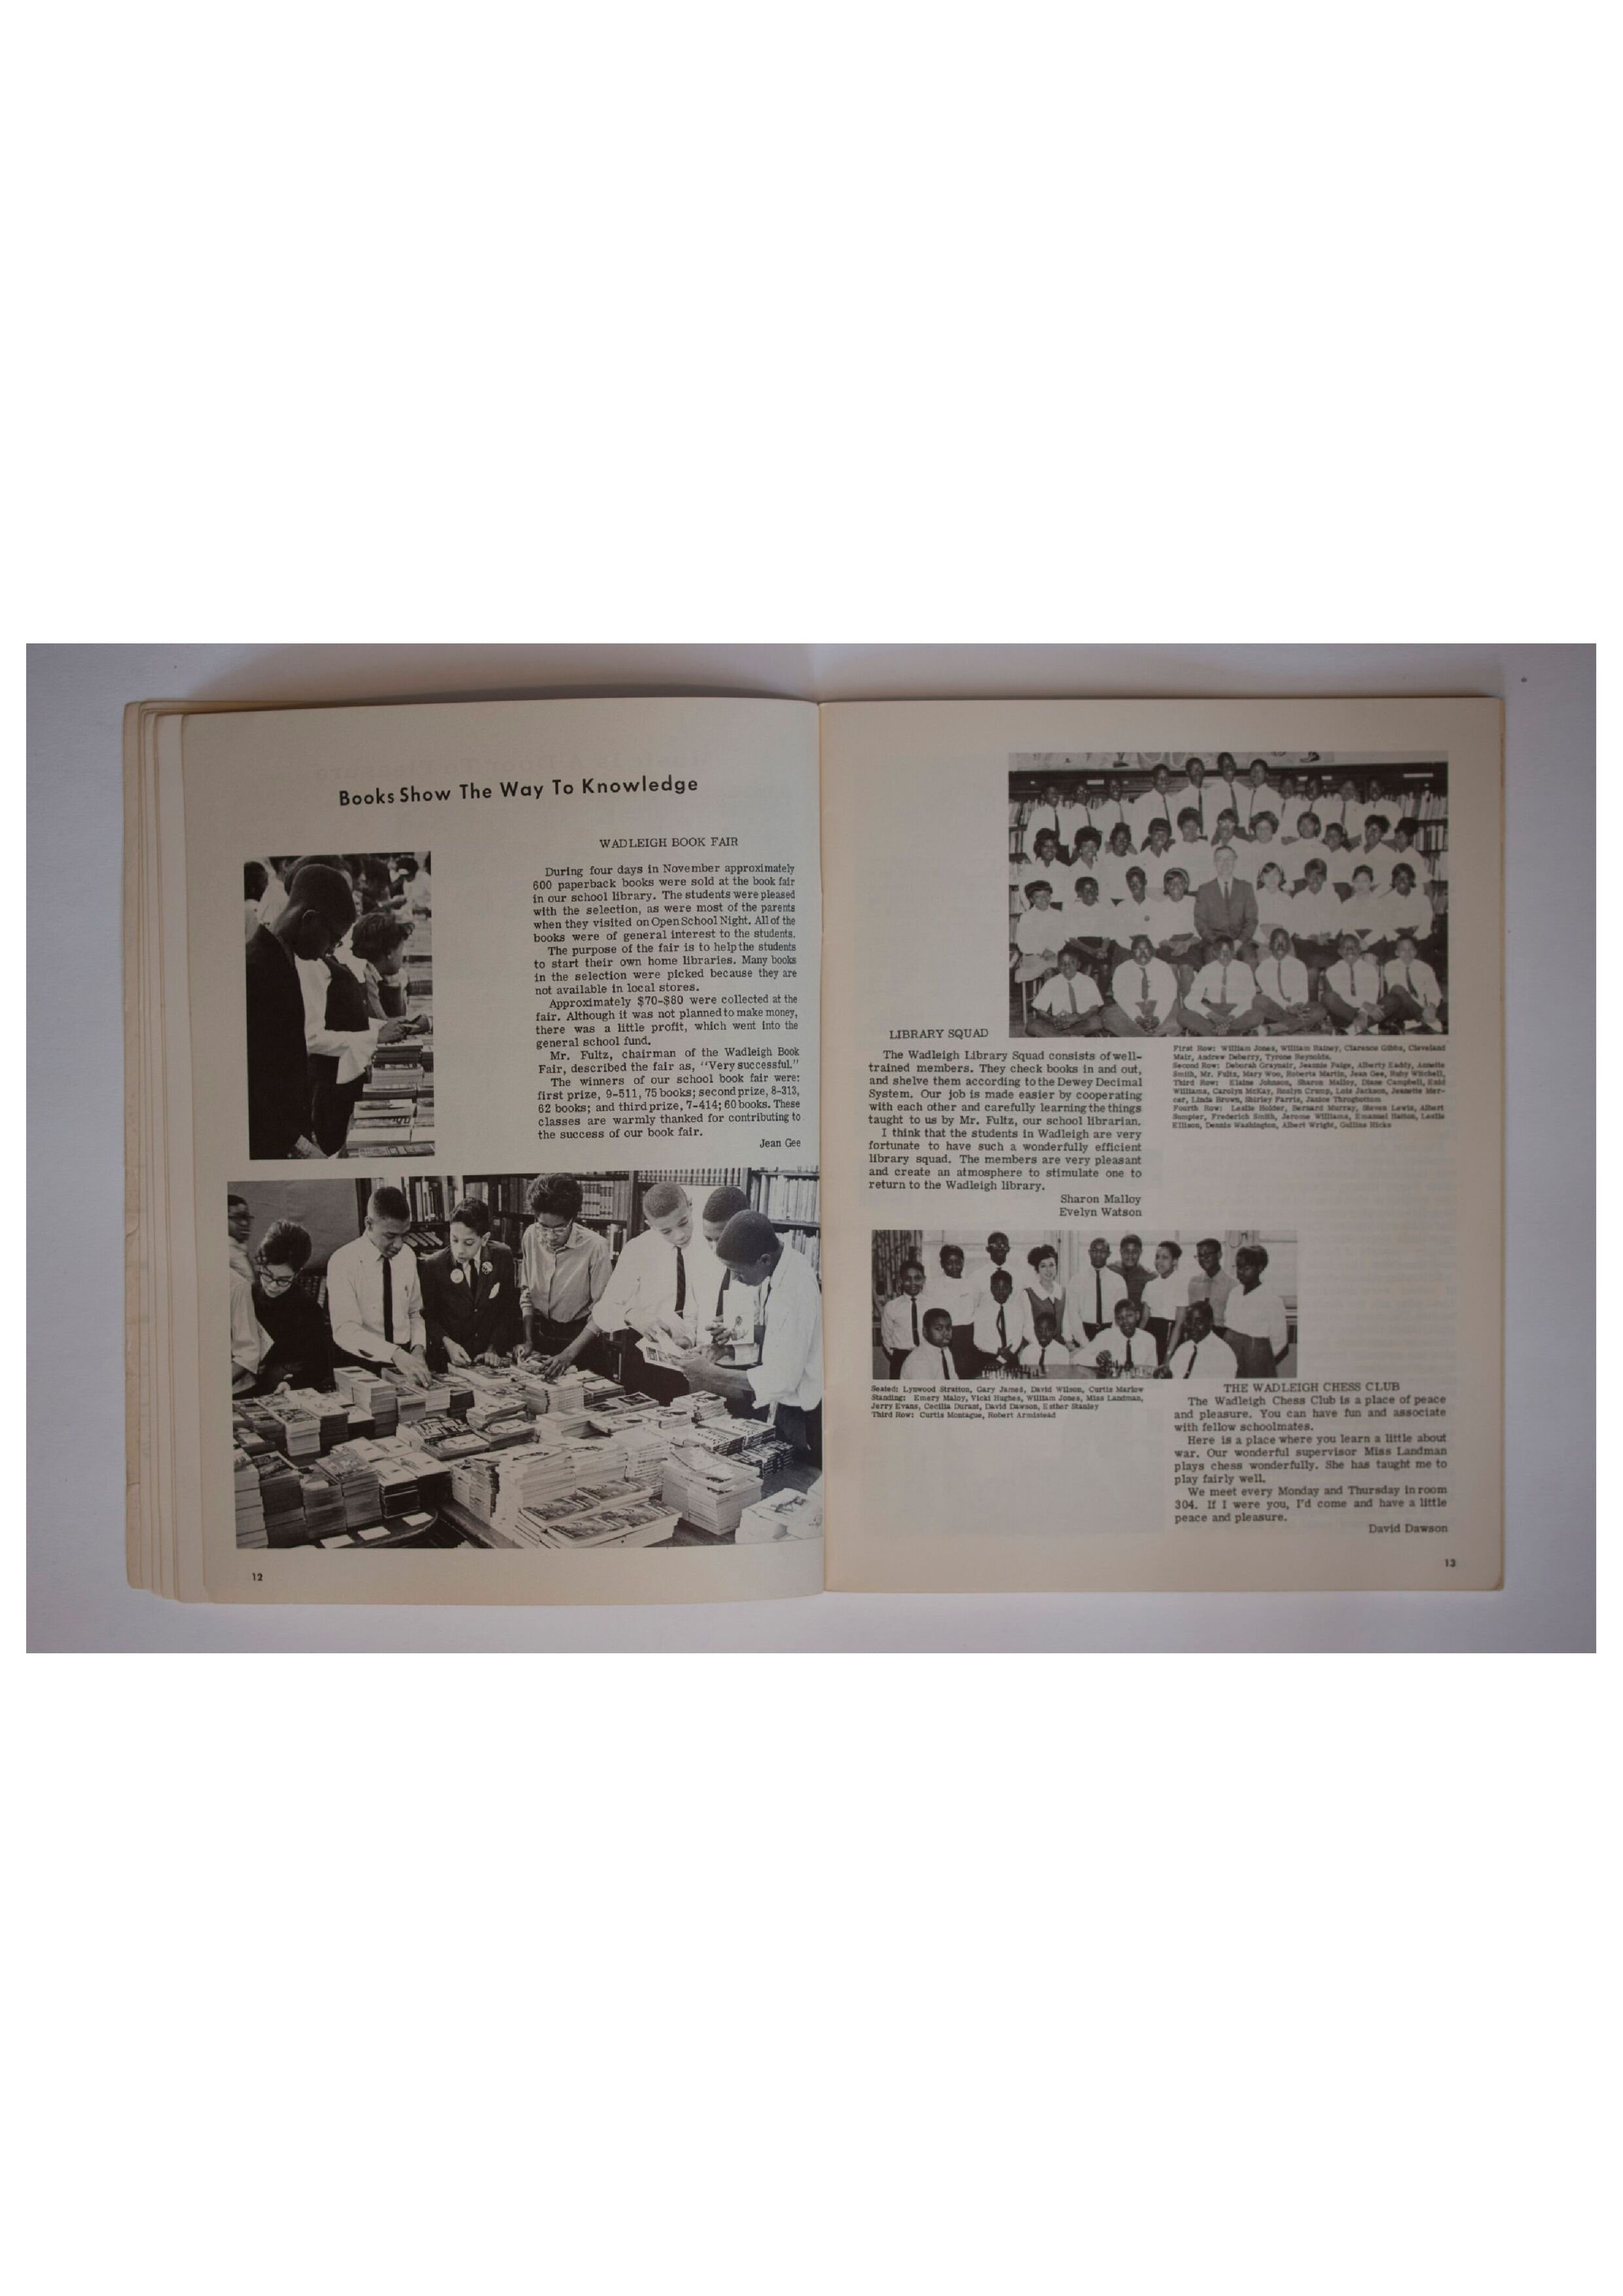 Books Show The Way To Knowledge
WADLEIGH BOOK FAIR
During four days in November approximately
600 paperback books were sold at the book fair
in our school library. The students were pleased
with the selection, as were most of the parents
when they visited on Open School Night. All of the
books were of general interest to the students.
The purpose of the fair is to help the students
to start their own home libraries. Many books
in the selection were picked because they are
not available in local stores.
Approximately $70-$80 were collected at the
fair. Although it was not planned to make money,
there was a little profit, which went into the
general school fund.
Mr. Fultz, chairman of the Wadleigh Book
Fair, described the fair as, "Very successful."
The winners of our school book fair were:
first prize, 9-511, 75 books; second prize, 8-313,
62 books; and third prize, 7-414; 60 books. These
classes are warmly thanked for contributing to
the success of our book fair.
Jean Gee
12
LIBRARY SQUAD
The Wadleigh Library Squad consists of well-
trained members. They check books in and out,
and shelve them according to the Dewey Decimal
System. Our job is made easier by cooperating
with each other and carefully learning the things
taught to us by Mr. Fultz, our school librarian.
I think that the students in Wadleigh are very
fortunate to have such a wonderfully efficient
library squad. The members are very pleasant
and create an atmosphere to stimulate one to
return to the Wadleigh library.
Sharon Malloy
Evelyn Watson
First Row: William Jones, William Rainey, Clarence Gibbs, Cleveland
Mair, Andrew Deberry, Tyrone Reynolds.
Second Row: Deborah Graynair, Jeannie Paige, Alberty Eaddy, Annette
Smith, Mr. Fultz, Mary Woo, Roberta Martin, Jean Gee, Ruby Witchell,
Third Row: Elaine Johnson, Sharon Malloy, Diane Campbell, Enid
Williams, Carolyn McKay, Roslyn Crump, Lois Jackson, Jeanette Mer-
cer, Linda Brown, Shirley Farris, Janice Throgbottom
Fourth Row: Leslie Holder, Bernard Murray, Steven Lewis, Albert
Sumpter, Frederich Smith, Jerome Williams, Emanuel Hatton, Leslie
Ellison, Dennis Washington, Albert Wright, Collins Hicks
Seated: Lynwood Stratton, Gary James, David Wilson, Curtis Marlow
Standing: Emery Maloy, Vicki Hughes, William Jones, Miss Landman,
Jerry Evans, Cecilia Durant, David Dawson, Esther Stanley
Third Row: Curtis Montague, Robert Armistead
THE WADLEIGH CHESS CLUB
The Wadleigh Chess Club is a place of peace
and pleasure. You can have fun and associate
with fellow schoolmates.
Here is a place where you learn a little about
war. Our wonderful supervisor Miss Landman
plays chess wonderfully. She has taught me to
play fairly well.
We meet every Monday and Thursday in room
304. If I were you, I'd come and have a little
peace and pleasure.
David Dawson
13